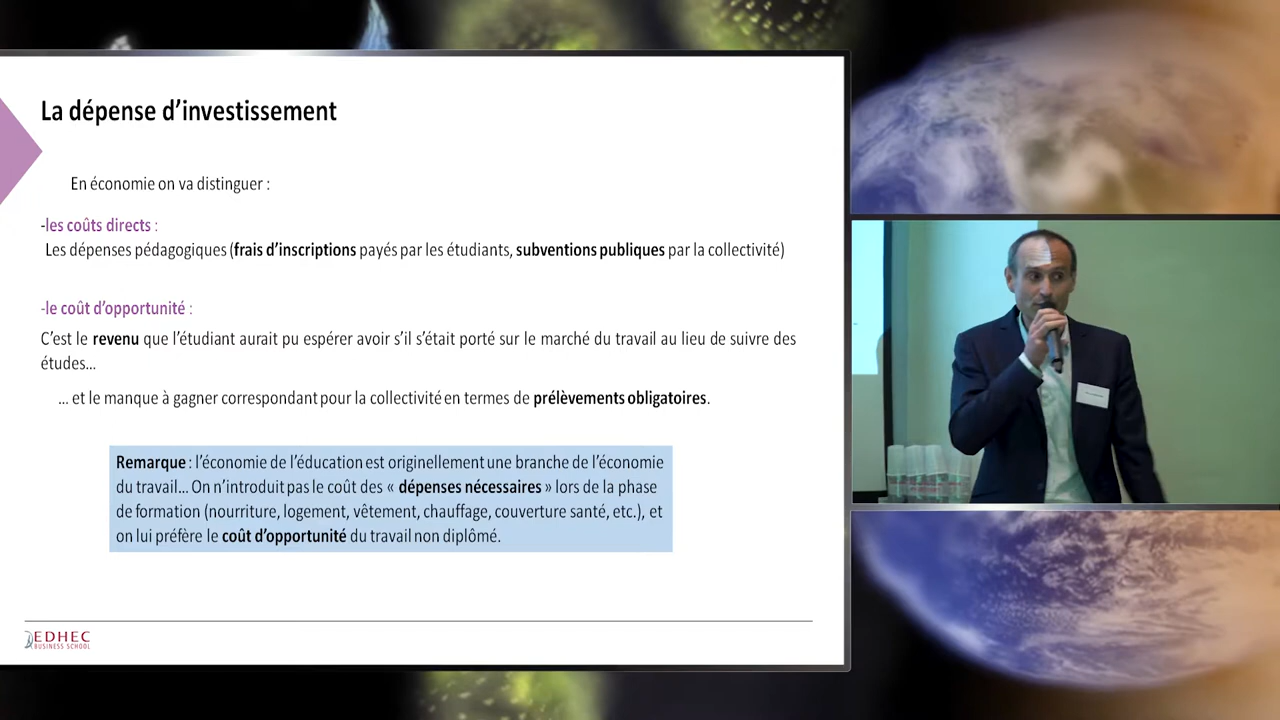 La dépense d’investissement
En économie on va distinguer :
-les coûts directs :
Les dépenses pédagogiques (frais d’inscriptions payés par les étudiants, subventions publiques par la collectivité)
-le coût d’opportunité :
C’est le revenu que l’étudiant aurait pu espérer avoir s’il s’était porté sur le marché du travail au lieu de suivre des
études…
… et le manque à gagner correspondant pour la collectivité en termes de prélèvements obligatoires.
Remarque : l’économie de l’éducation est originellement une branche de l’économie
du travail… On n’introduit pas le coût des « dépenses nécessaires » lors de la phase
de formation (nourriture, logement, vêtement, chauffage, couverture santé, etc.), et
on lui préfère le coût d’opportunité du travail non diplômé.
EDHEC
BUSINESS SCHOOL